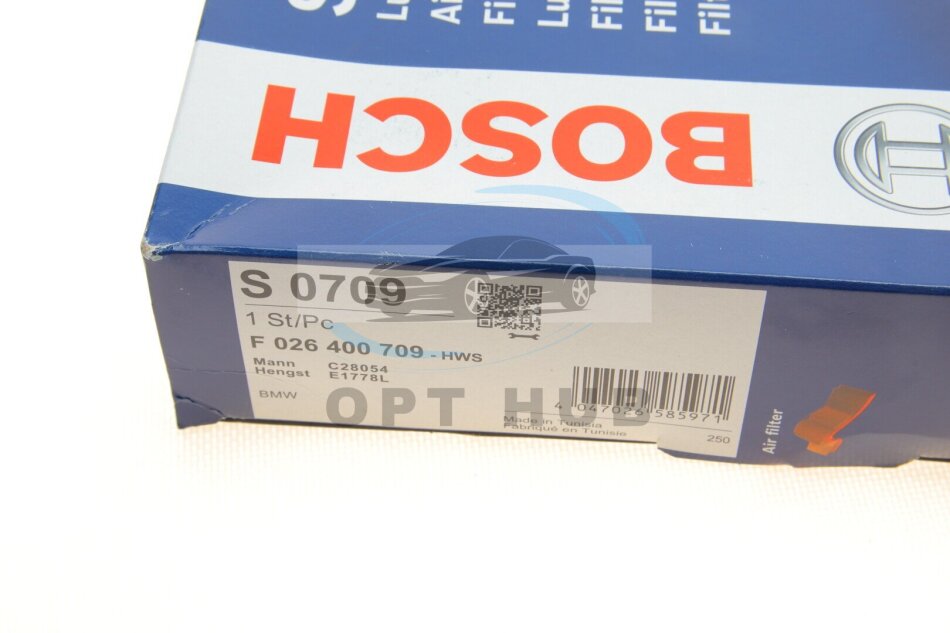 BOSCH
S 0709
1 St/Pc
F 026 400 709 - HWS
Mann C28054
Hengst E1778L
BMW
4 047026 585971
Made in Tunisia
Fabriqué en Tunisie
250
Air filter
OPT HUB